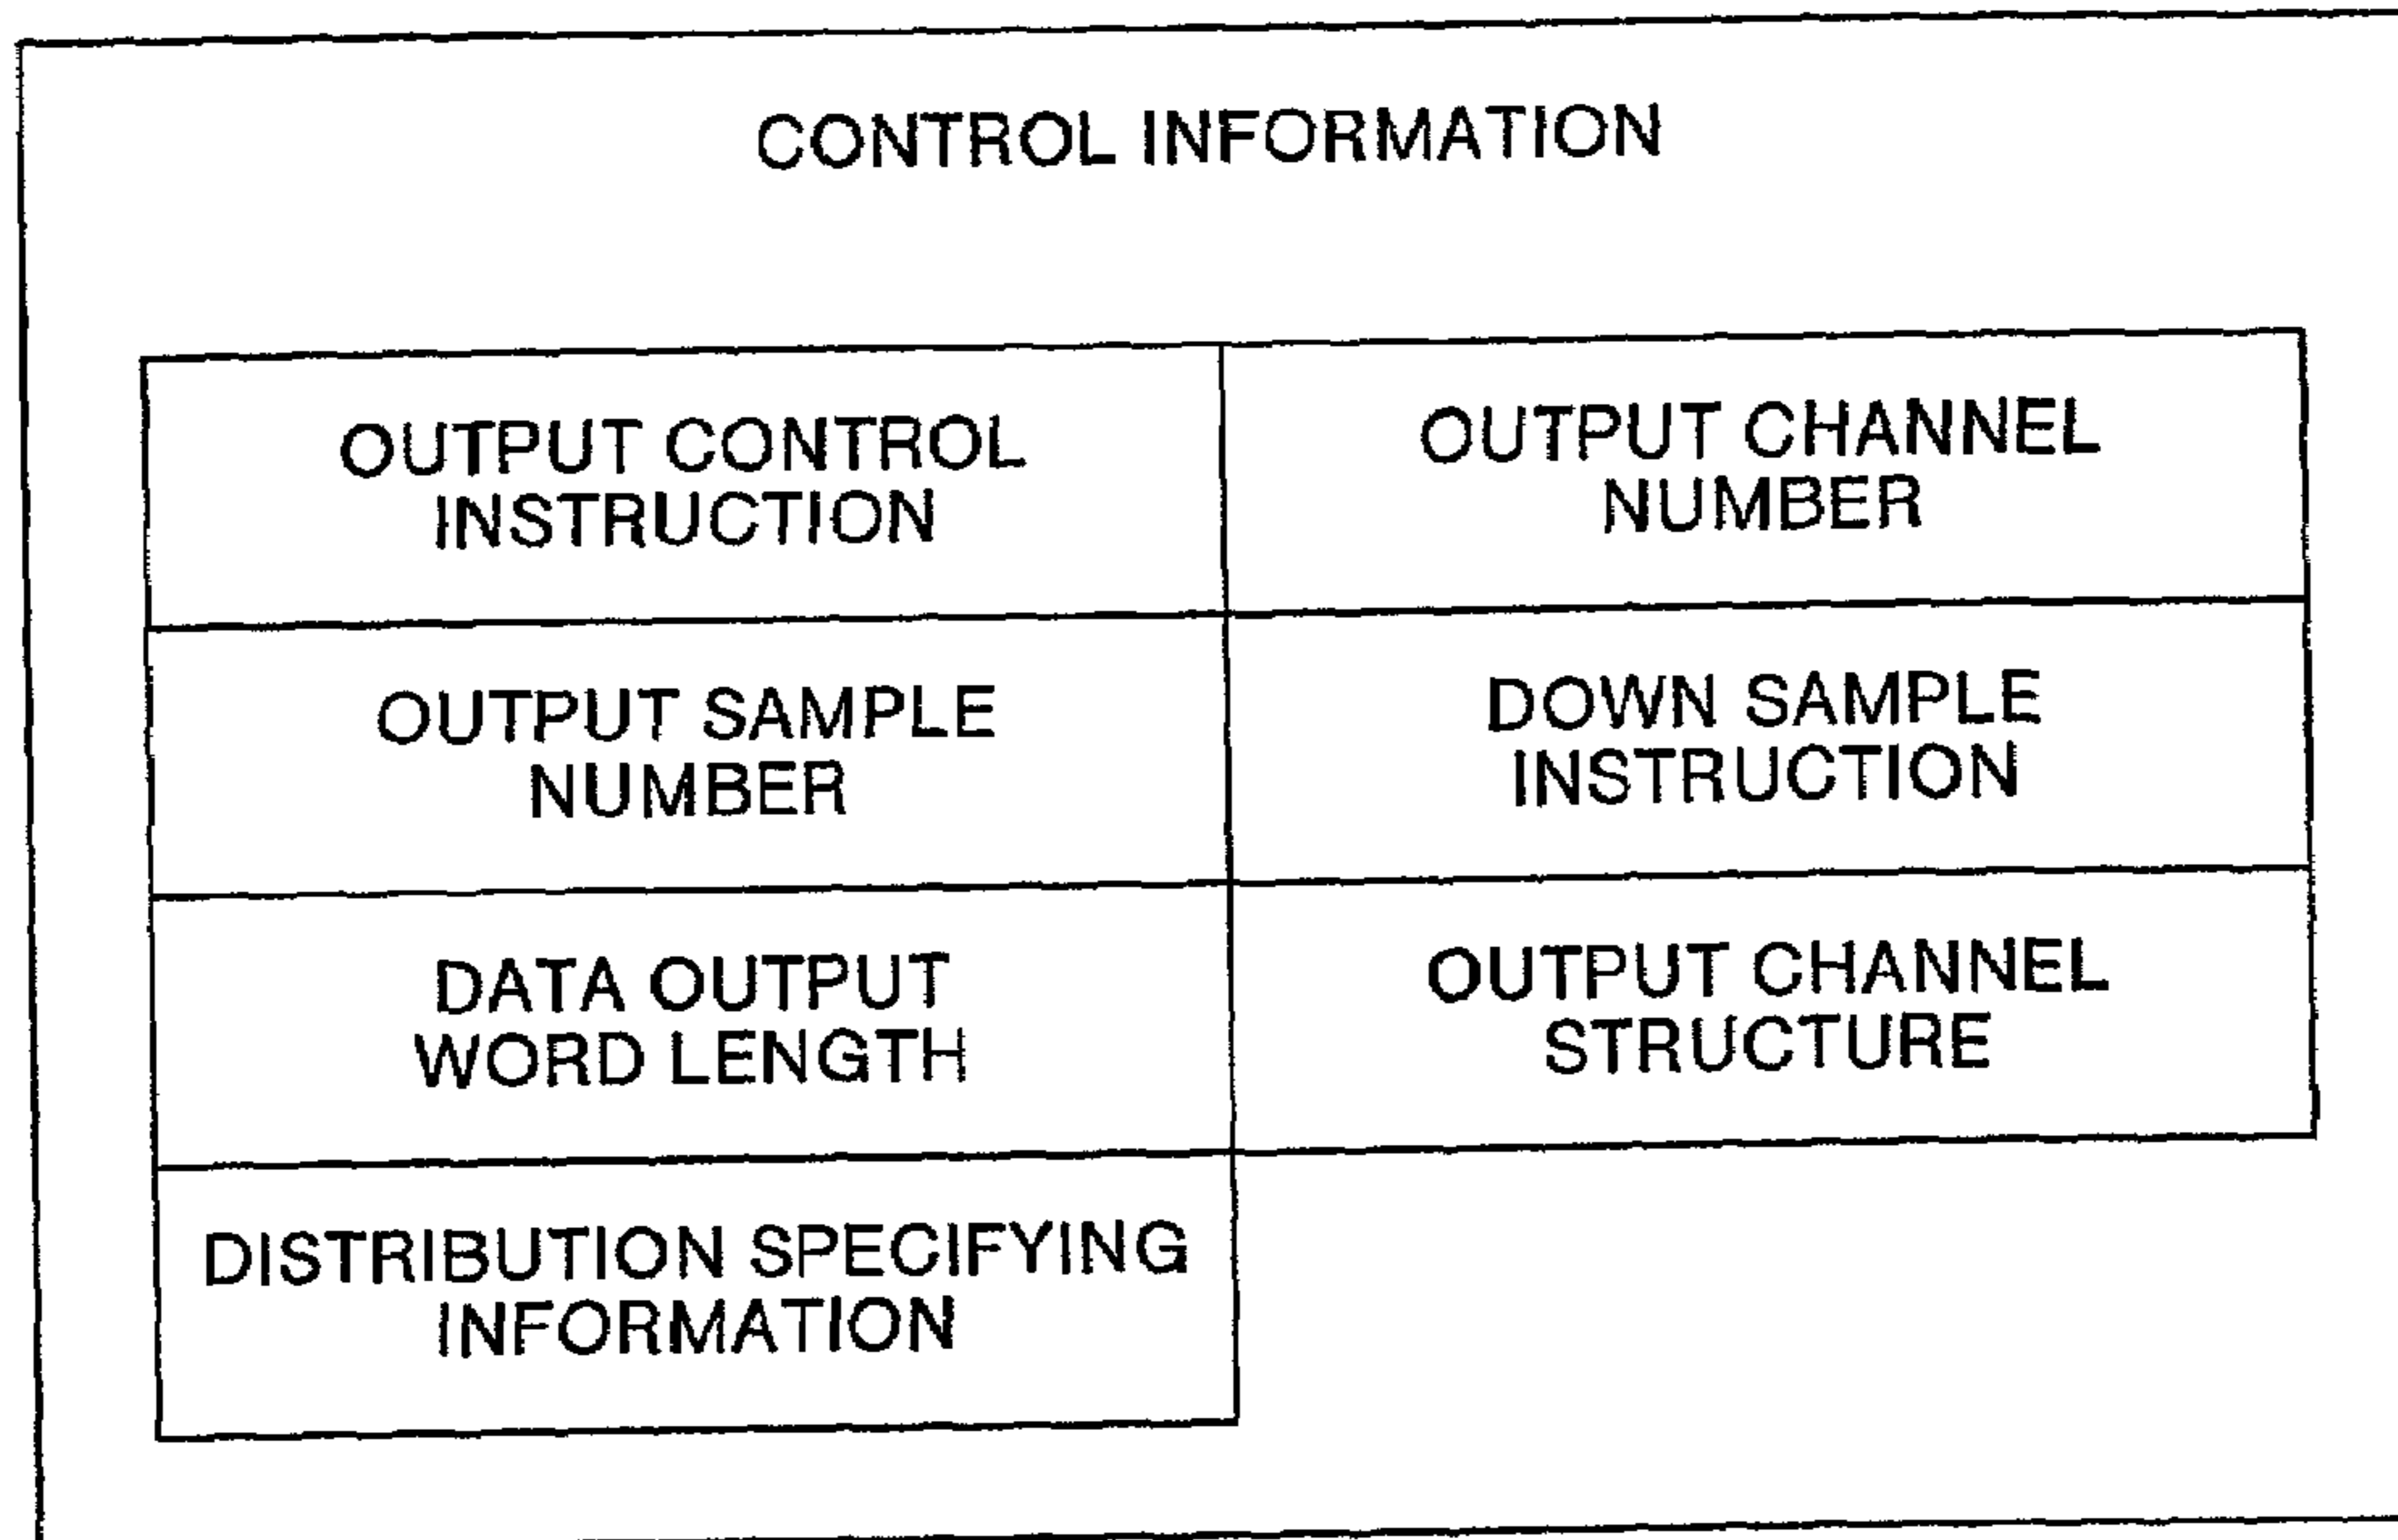 CONTROL INFORMATION
OUTPUT CONTROL
INSTRUCTION
OUTPUT CHANNEL
NUMBER
OUTPUT SAMPLE
NUMBER
DOWN SAMPLE
INSTRUCTION
DATA OUTPUT
WORD LENGTH
OUTPUT CHANNEL
STRUCTURE
DISTRIBUTION SPECIFYING
INFORMATION